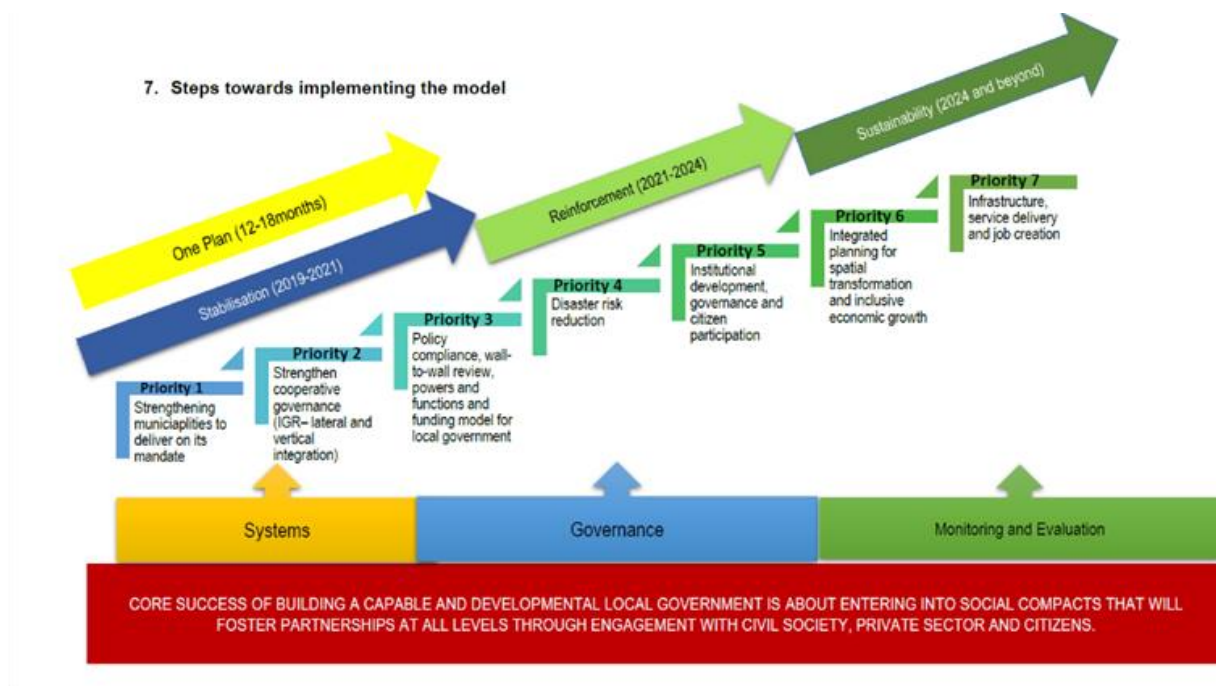 7. Steps towards implementing the model
One Plan (12-18months)
Stabilisation (2019-2021)
Reinforcement (2021-2024)
Sustainability (2024 and beyond)
Priority 1
Strengthening
municiaplities to
deliver on its
mandate
Priority 2
Strengthen
cooperative
governance
(IGR– lateral and
vertical
integration)
Priority 3
Policy
compliance, wall-
to-wall review,
powers and
functions and
funding model for
local government
Priority 4
Disaster risk
reduction
Priority 5
Institutional
development,
governance and
citizen
participation
Priority 6
Integrated
planning for
spatial
transformation
and inclusive
economic growth
Priority 7
Infrastructure,
service delivery
and job creation
Systems
Governance
Monitoring and Evaluation
CORE SUCCESS OF BUILDING A CAPABLE AND DEVELOPMENTAL LOCAL GOVERNMENT IS ABOUT ENTERING INTO SOCIAL COMPACTS THAT WILL
FOSTER PARTNERSHIPS AT ALL LEVELS THROUGH ENGAGEMENT WITH CIVIL SOCIETY, PRIVATE SECTOR AND CITIZENS.